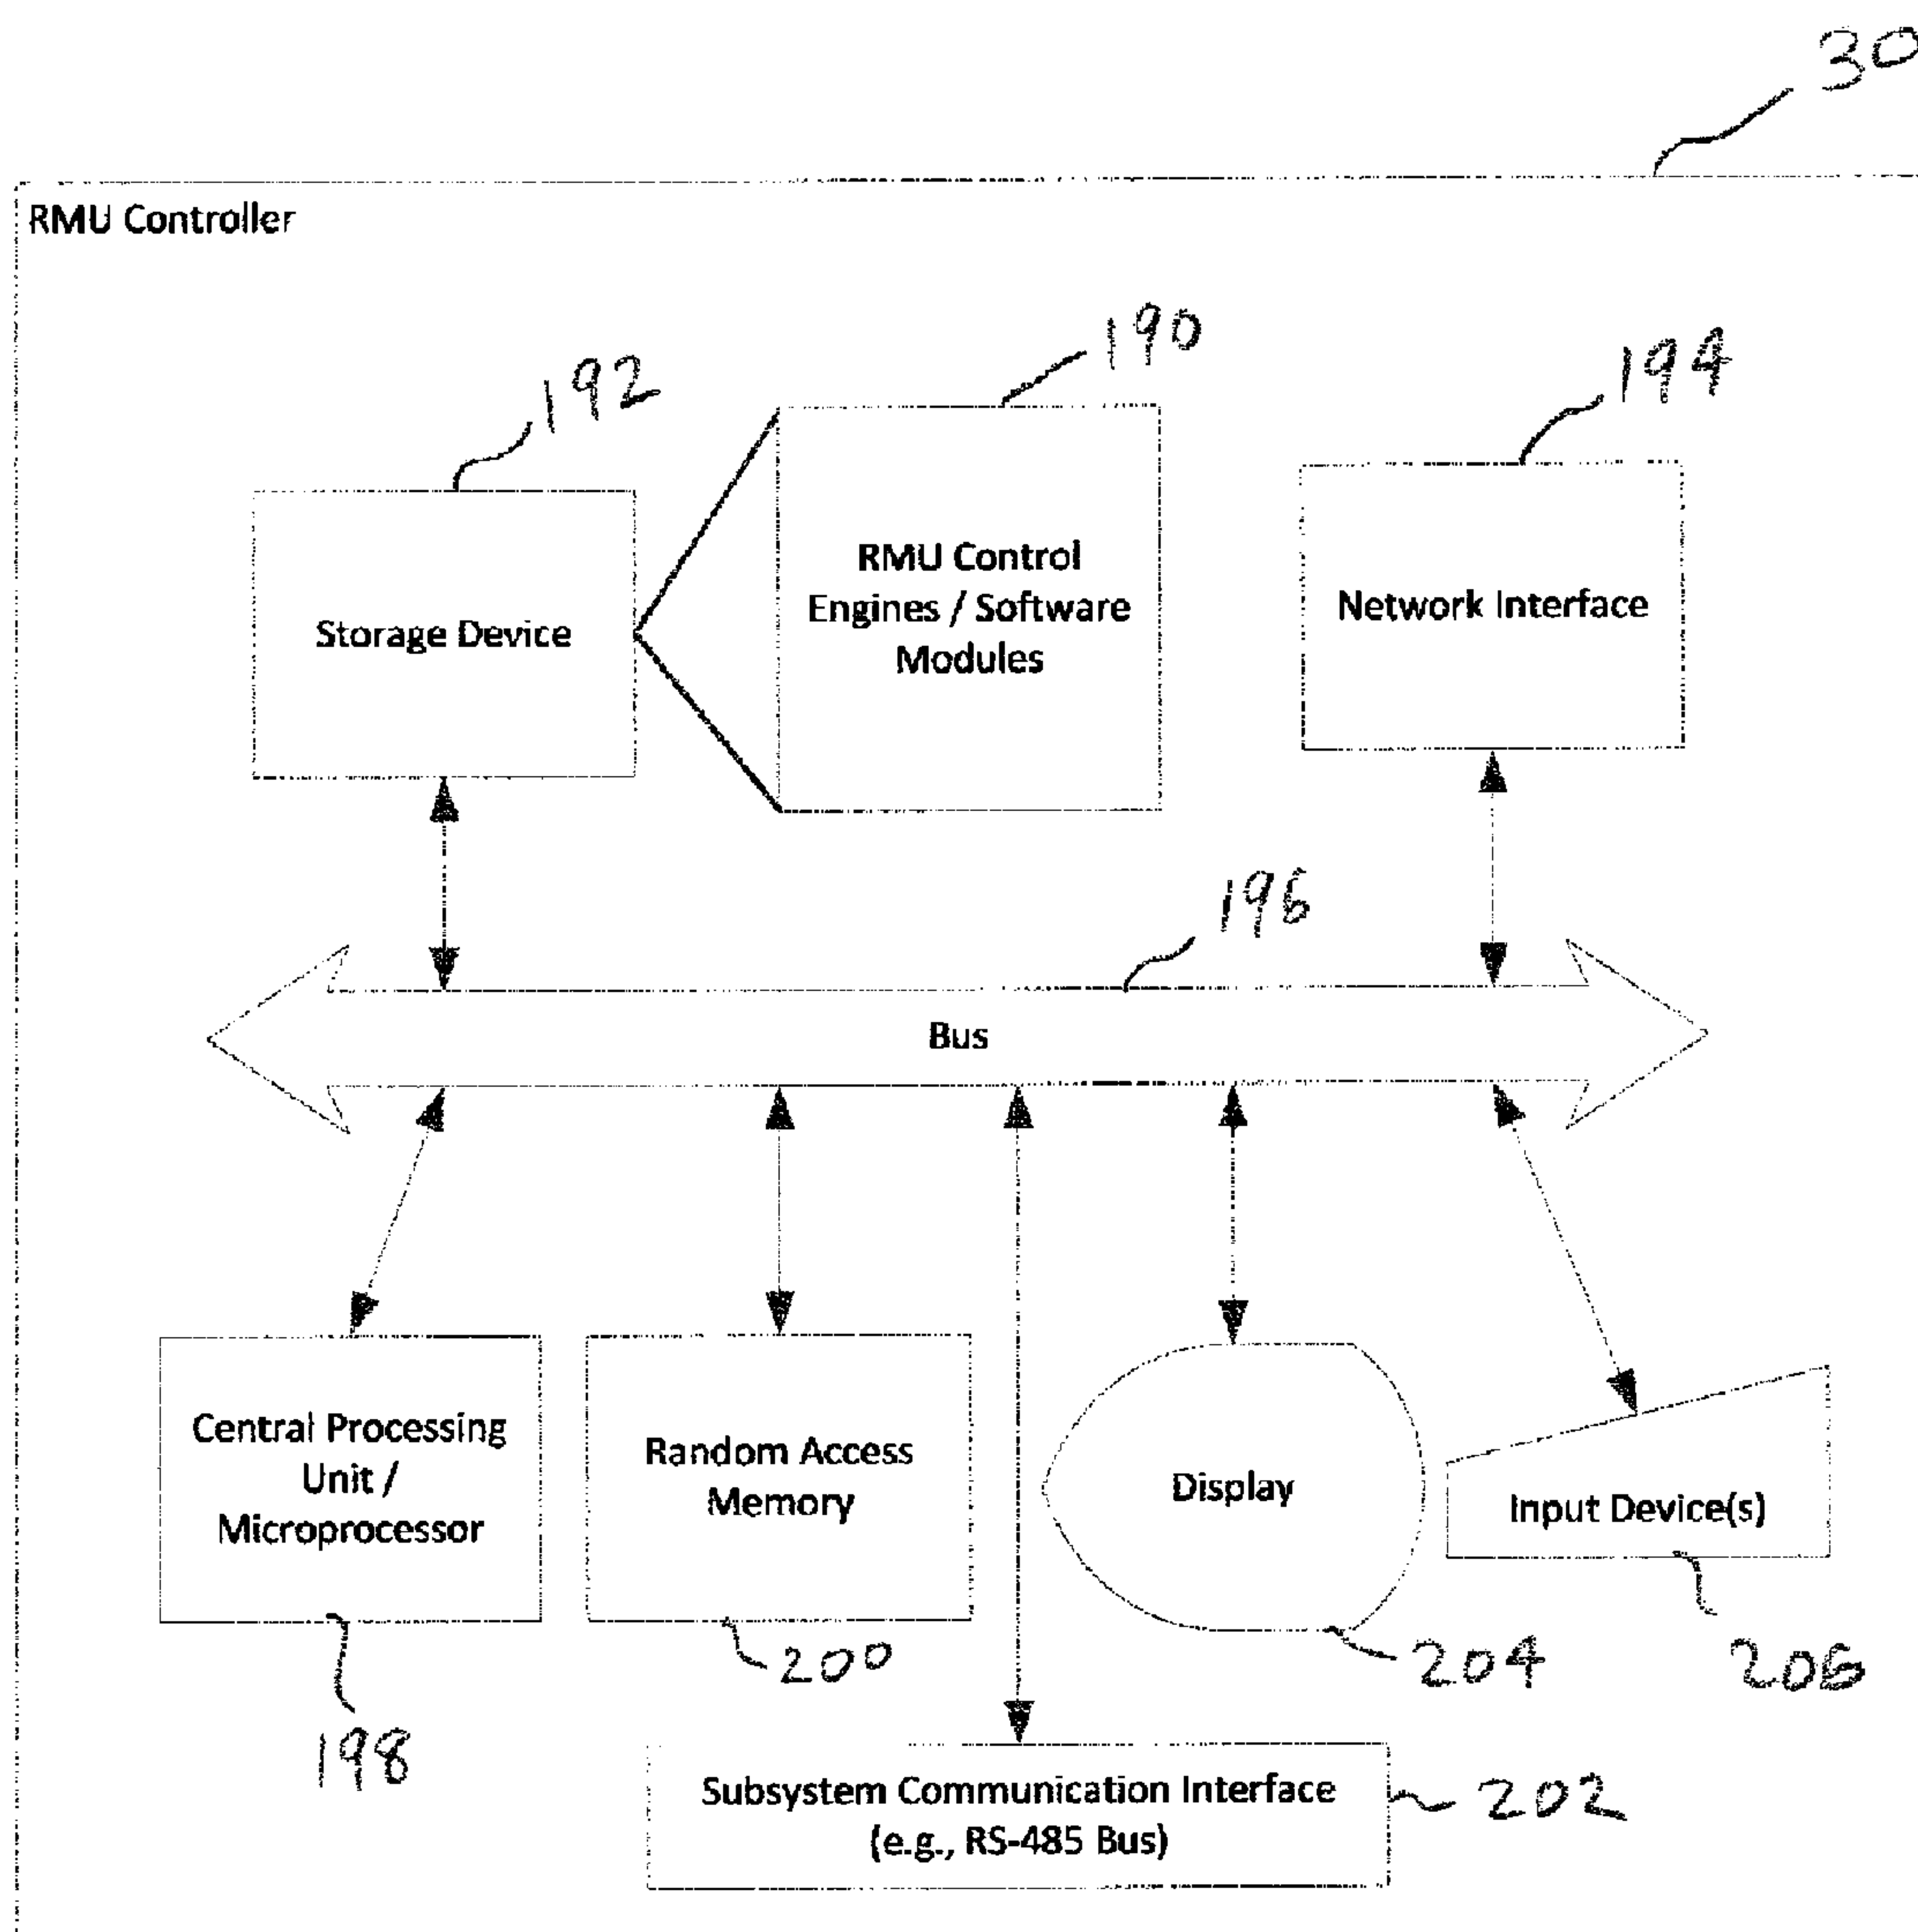 30
RMU Controller
190
194
192
RMU Control
Engines / Software
Modules
Network Interface
Storage Device
196
Bus
Central Processing
Unit /
Microprocessor
Random Access
Memory
Display
Input Device(s)
200
204
206
198
Subsystem Communication Interface
(e.g., RS-485 Bus)
202